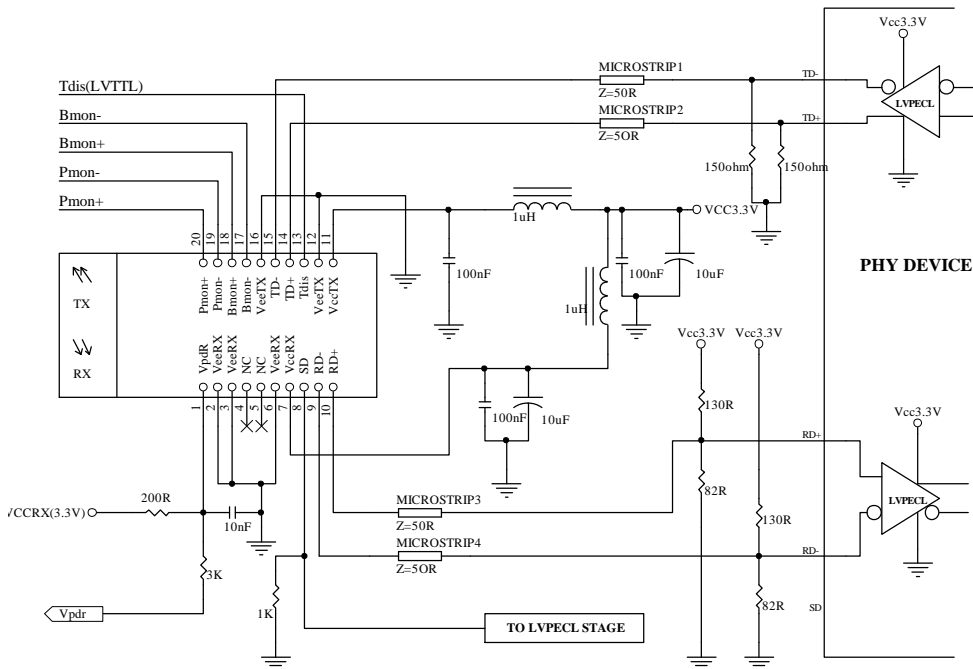 Vcc3.3V
MICROSTRIP1
TD-
Z=50R
LVPECL
Tdis(LVTTL)
MICROSTRIP2
TD+
Z=5OR
Bmon-
Bmon+
150ohm
150ohm
Pmon-
Pmon+
1uH
VCC3.3V
20
19
18
17
16
15
14
13
12
11
100nF
100nF
10uF
PHY DEVICE
TX
Pmon+
Pmon-
Bmon+
Bmon-
VeeTX
TD-
TD+
Tdis
VeeTX
VccTX
1uH
RX
VpdR
VeeRX
VeeRX
NC
NC
VeeRX
VccRX
SD
RD-
RD+
Vcc3.3V
Vcc3.3V
1
2
3
4
5
6
7
8
9
10
100nF
10uF
130R
Vcc3.3V
RD+
82R
LVPECL
200R
MICROSTRIP3
VCCRX(3.3V)
10nF
Z=50R
130R
MICROSTRIP4
RD-
Z=5OR
3K
Vpdr
1K
82R
SD
TO LVPECL STAGE